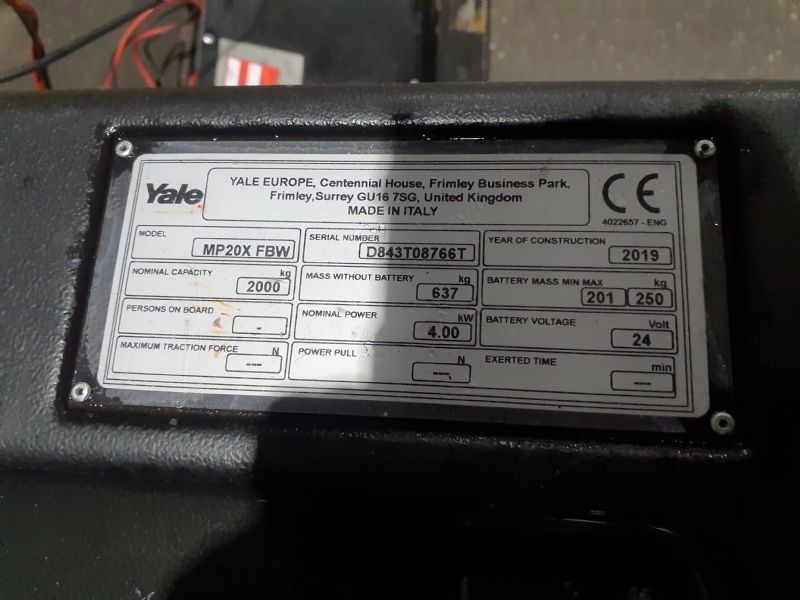 Yale
YALE EUROPE, Centennial House, Frimley Business Park,
Frimley,Surrey GU16 7SG, United Kingdom
MADE IN ITALY
CE
4022657 - ENG
MODEL
MP20X FBW
SERIAL NUMBER
D843T08766T
YEAR OF CONSTRUCTION
2019
NOMINAL CAPACITY
kg
2000
MASS WITHOUT BATTERY
kg
637
BATTERY MASS MIN MAX
kg
201 250
PERSONS ON BOARD
-
NOMINAL POWER
kW
4.00
BATTERY VOLTAGE
Volt
24
MAXIMUM TRACTION FORCE
N
---
POWER PULL
N
---
EXERTED TIME
min
---